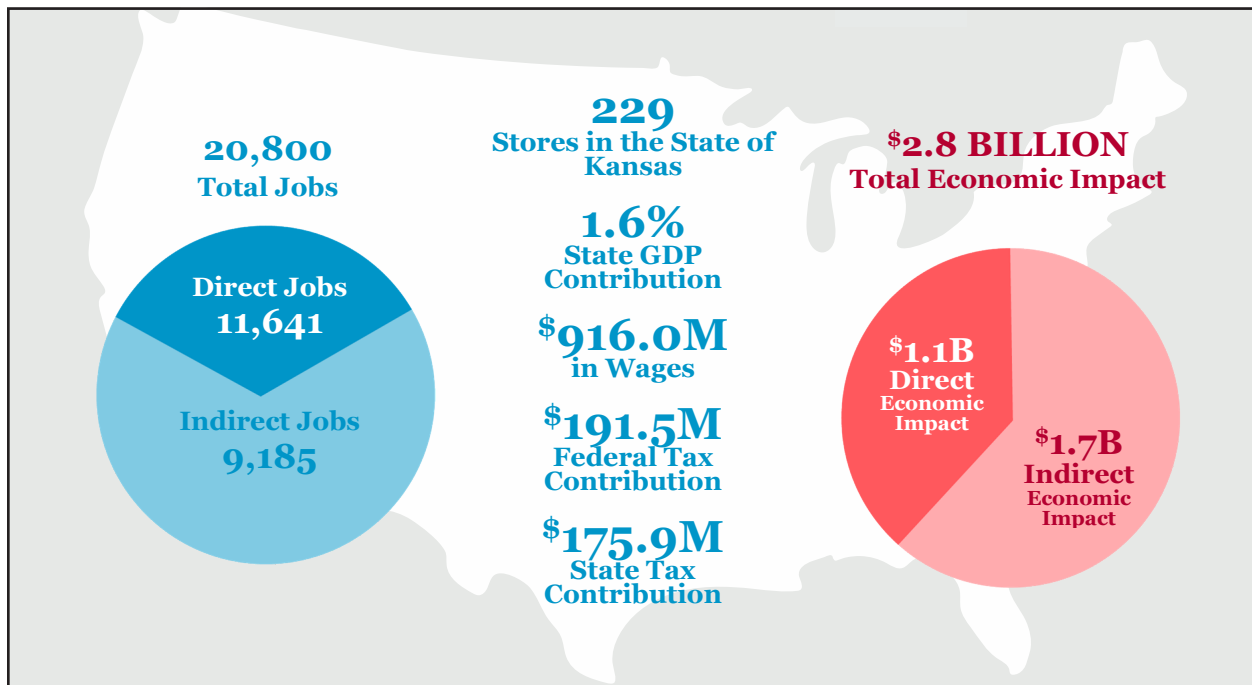 20,800
Total Jobs
Direct Jobs
11,641
Indirect Jobs
9,185
229
Stores in the State of
Kansas
1.6%
State GDP
Contribution
$916.0M
in Wages
$191.5M
Federal Tax
Contribution
$175.9M
State Tax
Contribution
$2.8 BILLION
Total Economic Impact
$1.1B
Direct
Economic
Impact
$1.7B
Indirect
Economic
Impact